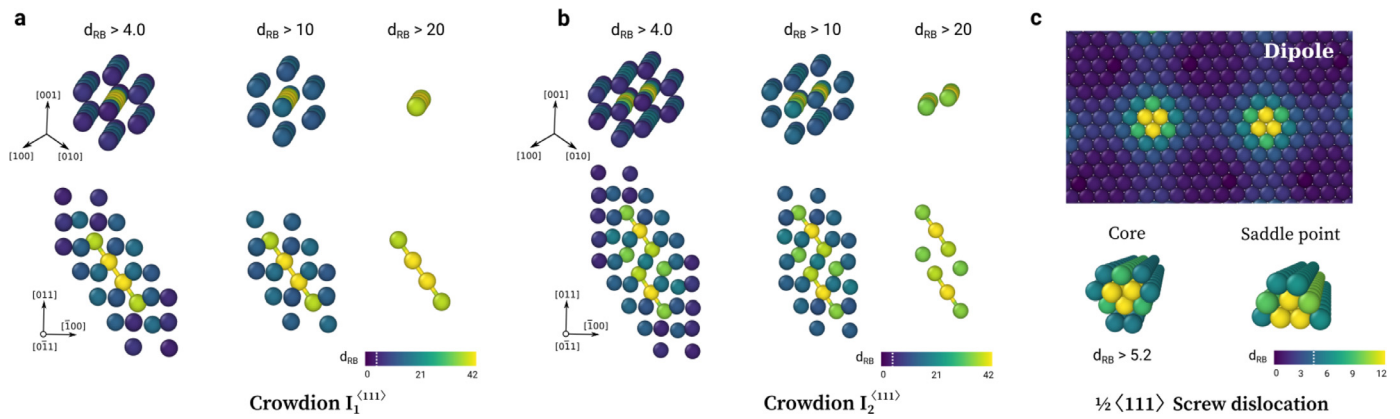 a
d_RB > 4.0
d_RB > 10
d_RB > 20
[001]
[100]
[010]
[011]
[1̄00]
[01̄1]
d_RB
0
21
42
Crowdion I₁^⟨111⟩
b
d_RB > 4.0
d_RB > 10
d_RB > 20
[001]
[100]
[010]
[011]
[1̄00]
[01̄1]
d_RB
0
21
42
Crowdion I₂^⟨111⟩
c
Dipole
Core
Saddle point
d_RB > 5.2
d_RB
0 3 6 9 12
½⟨111⟩ Screw dislocation